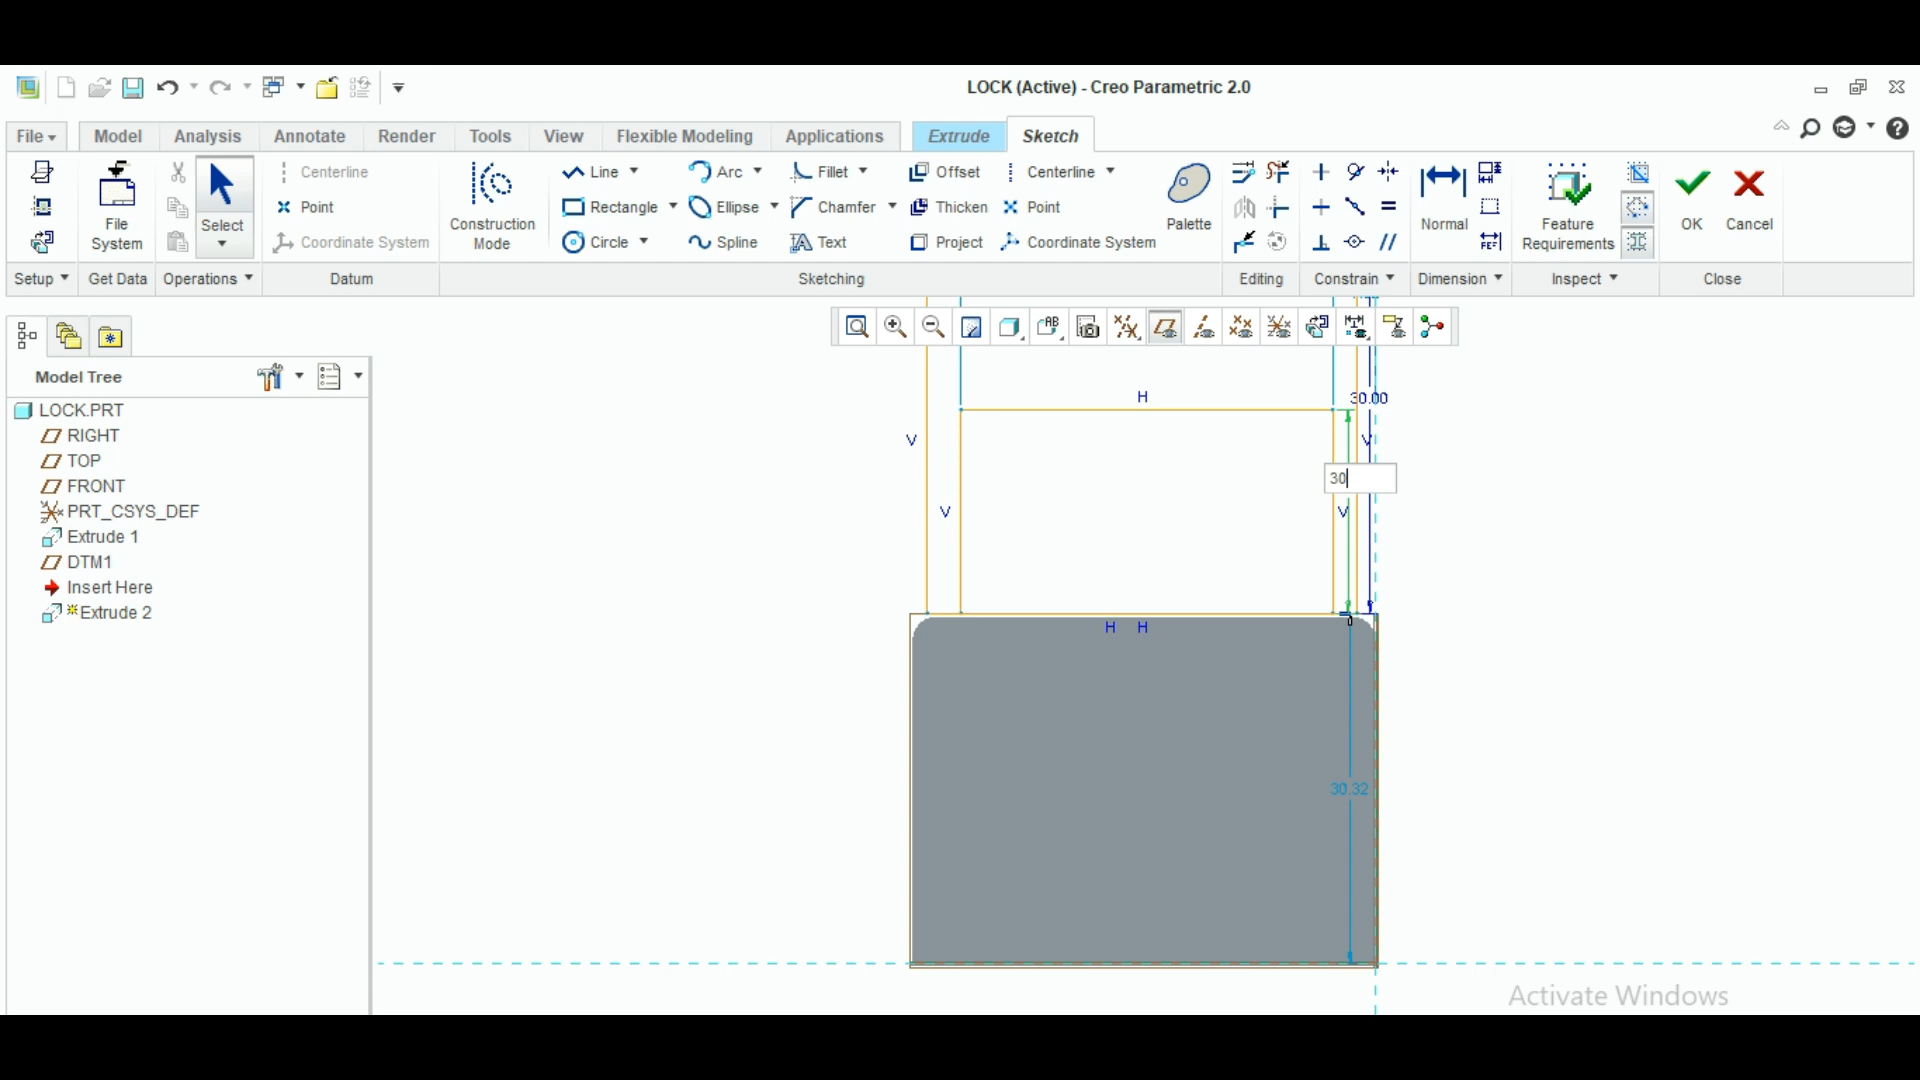 LOCK (Active) - Creo Parametric 2.0
File Model Analysis Annotate Render Tools View Flexible Modeling Applications Extrude Sketch
Centerline Line Arc Fillet Offset Centerline
Point Rectangle Ellipse Chamfer Thicken Point
Coordinate System Circle Spline Text Project Coordinate System
File System
Select
Construction Mode
Palette
Normal
Feature Requirements
OK
Cancel
Setup Get Data Operations Datum Sketching Editing Constrain Dimension Inspect Close
Model Tree
LOCK.PRT
RIGHT
TOP
FRONT
PRT_CSYS_DEF
Extrude 1
DTM1
Insert Here
Extrude 2
H
30.00
V
V
30
V
V
H H
30.32
Activate Windows